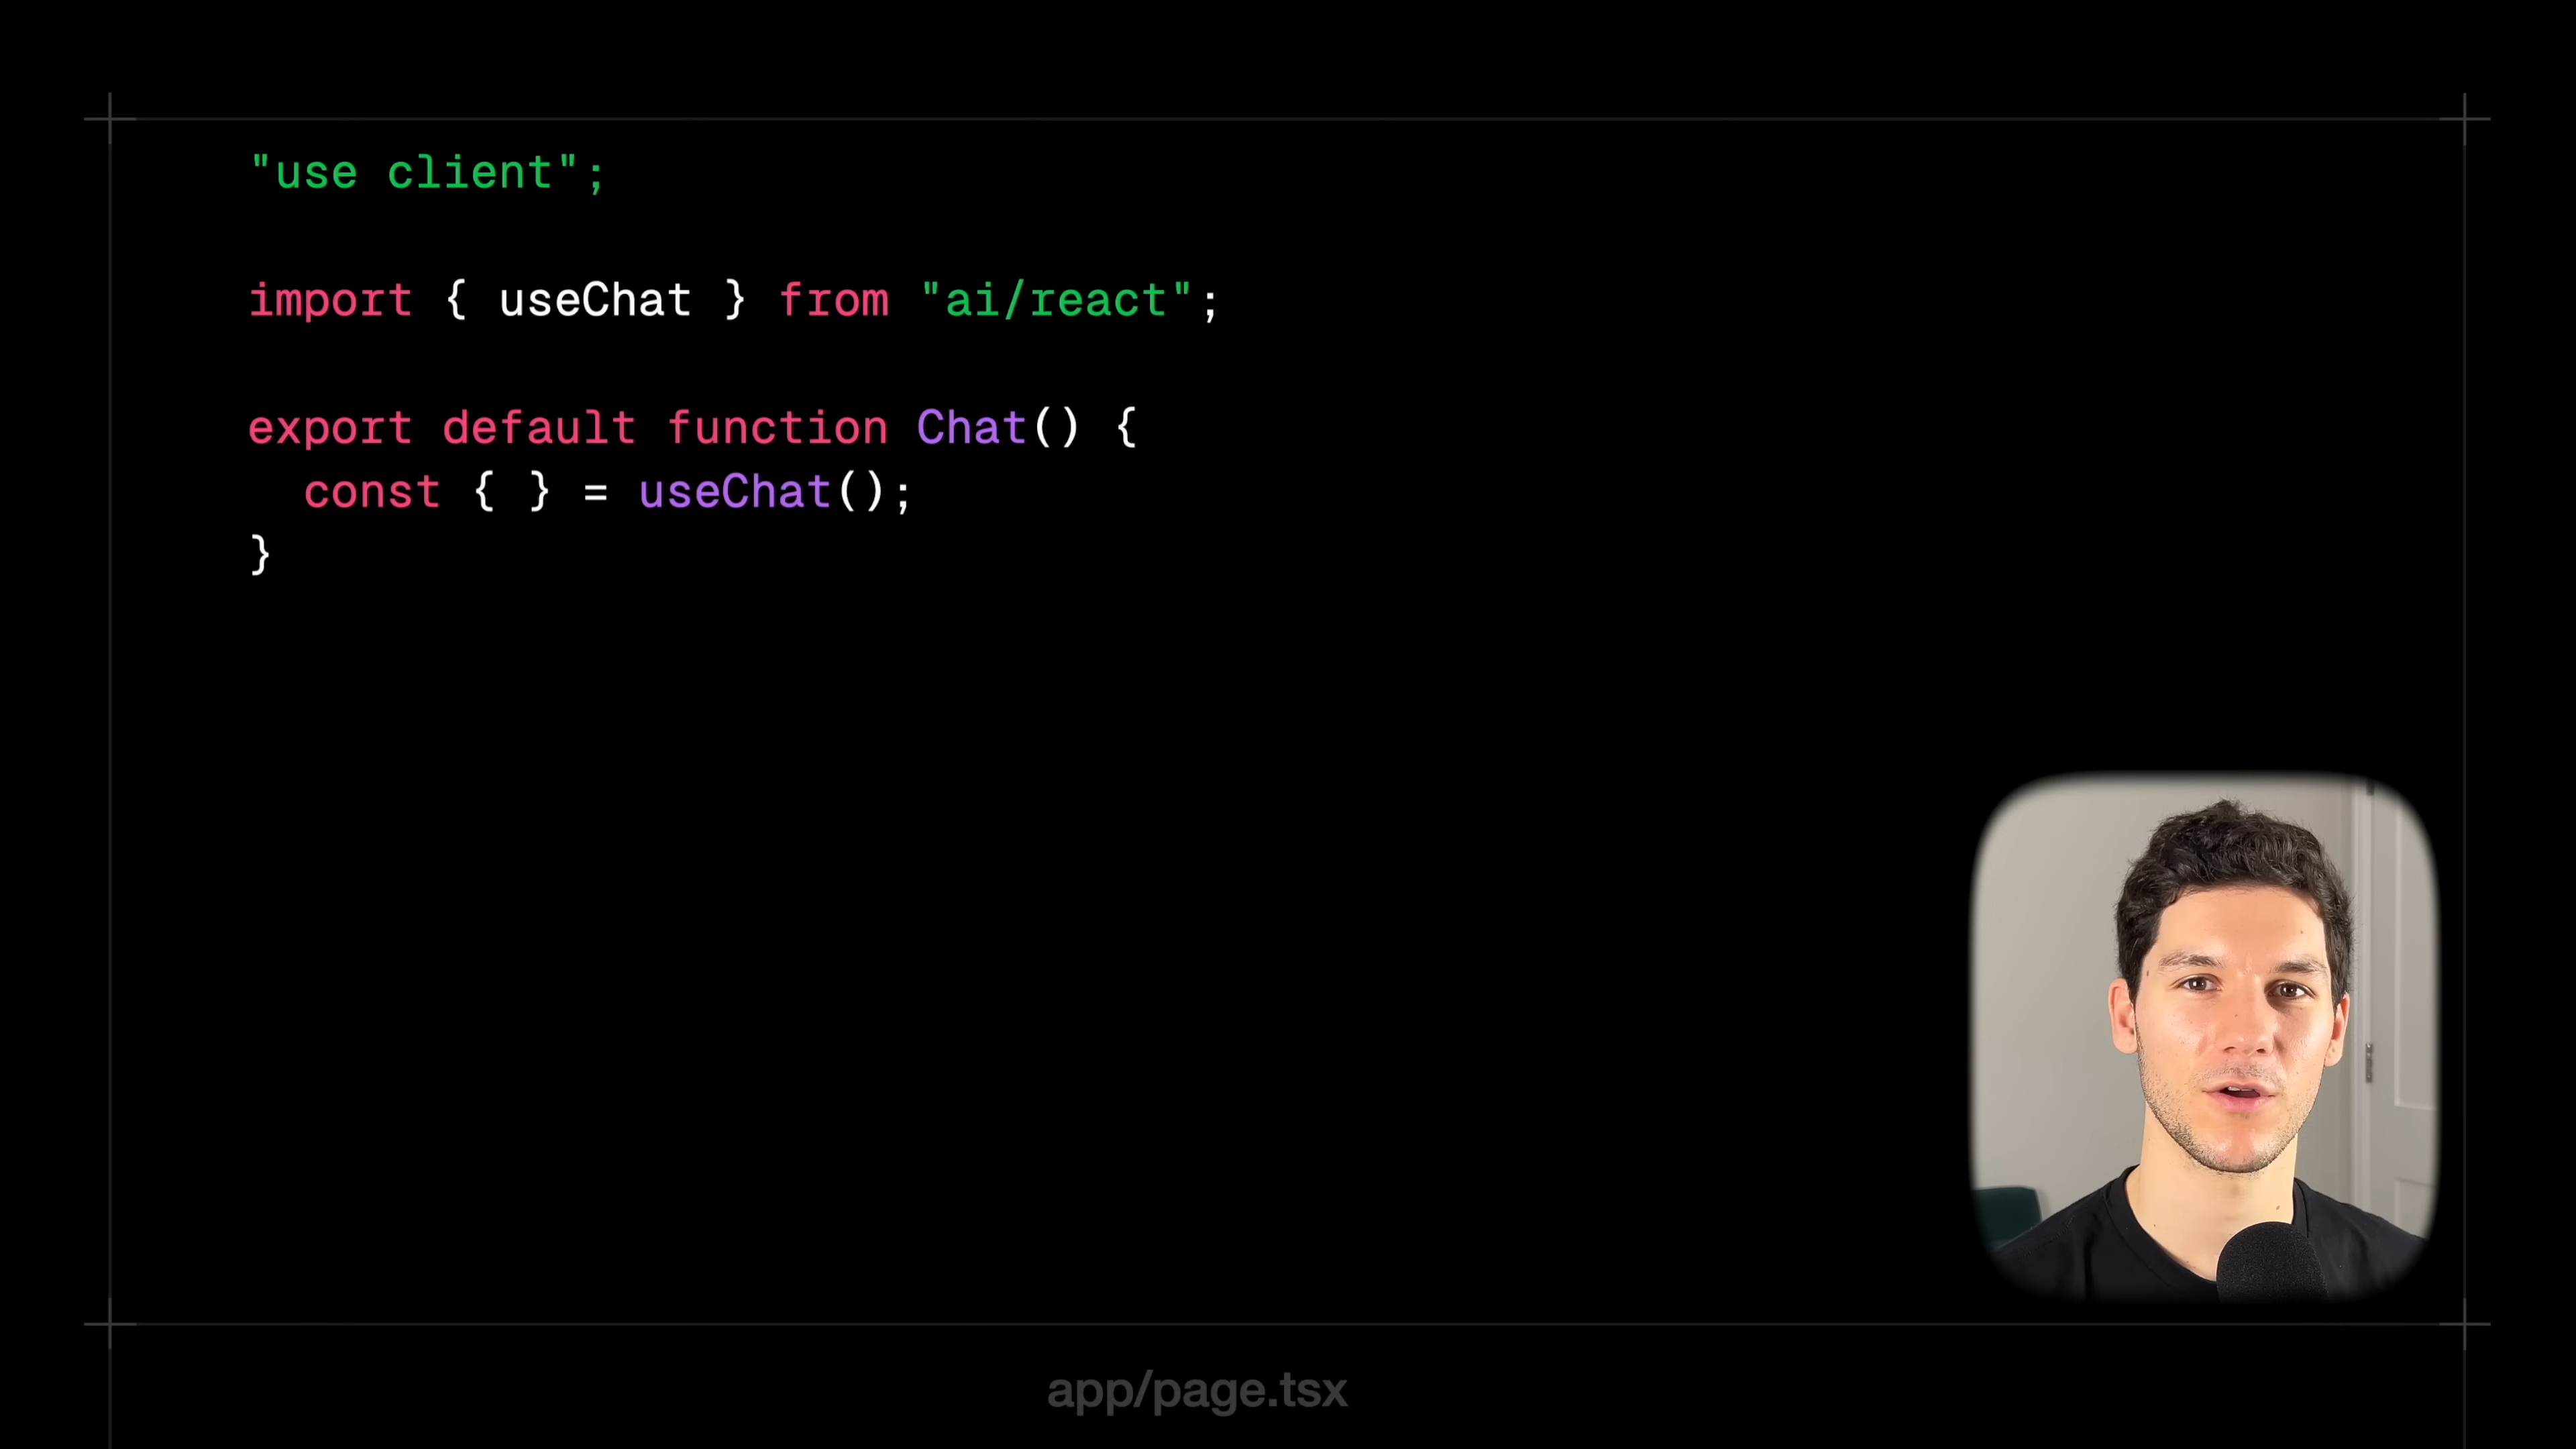 "use client";
import { useChat } from "ai/react";
export default function Chat() {
  const { } = useChat();
}
app/page.tsx